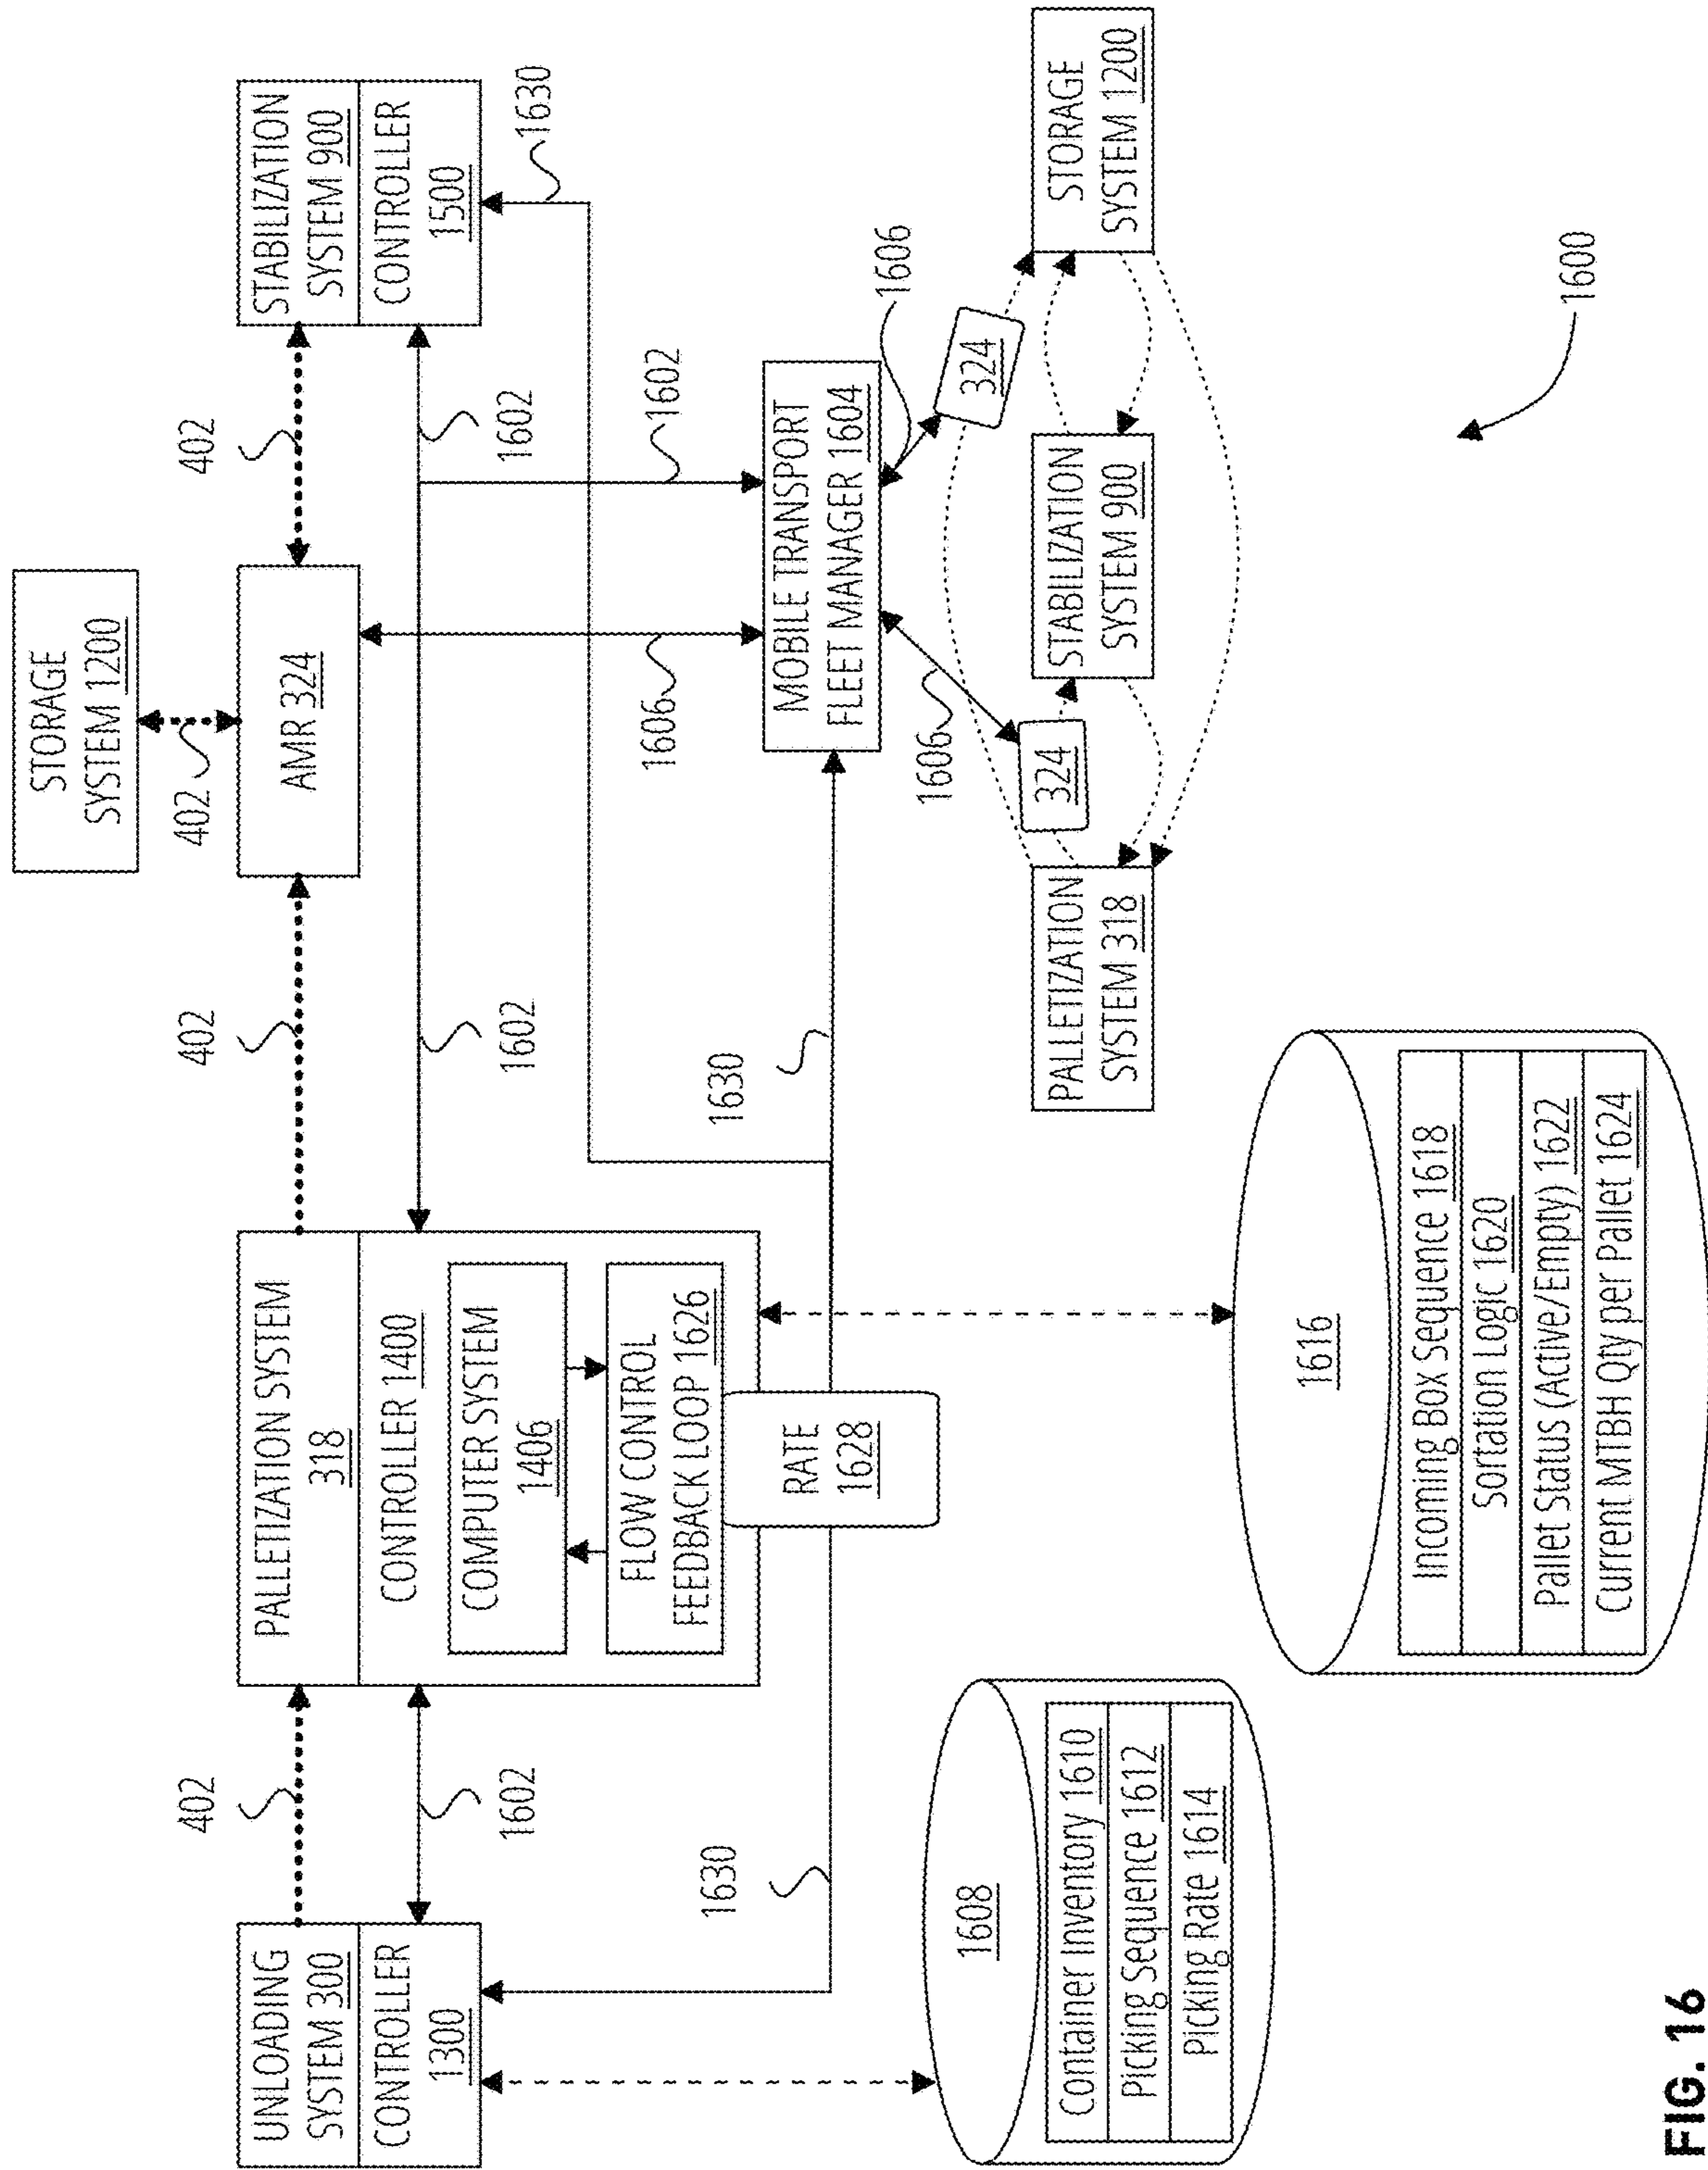 STORAGE
SYSTEM 1200
402
402
402
402
UNLOADING
SYSTEM 300
CONTROLLER
1300
PALLETIZATION SYSTEM
318
CONTROLLER 1400
COMPUTER SYSTEM
1406
FLOW CONTROL
FEEDBACK LOOP 1626
RATE
1628
AMR 324
STABILIZATION
SYSTEM 900
CONTROLLER
1500
1602
1602
1602
1630
1606
1602
1630
1630
MOBILE TRANSPORT
FLEET MANAGER 1604
1606
1606
324
324
PALLETIZATION
SYSTEM 318
STABILIZATION
SYSTEM 900
STORAGE
SYSTEM 1200
1608
Container Inventory 1610
Picking Sequence 1612
Picking Rate 1614
1616
Incoming Box Sequence 1618
Sortation Logic 1620
Pallet Status (Active/Empty) 1622
Current MTBH Qty per Pallet 1624
1600
FIG. 16